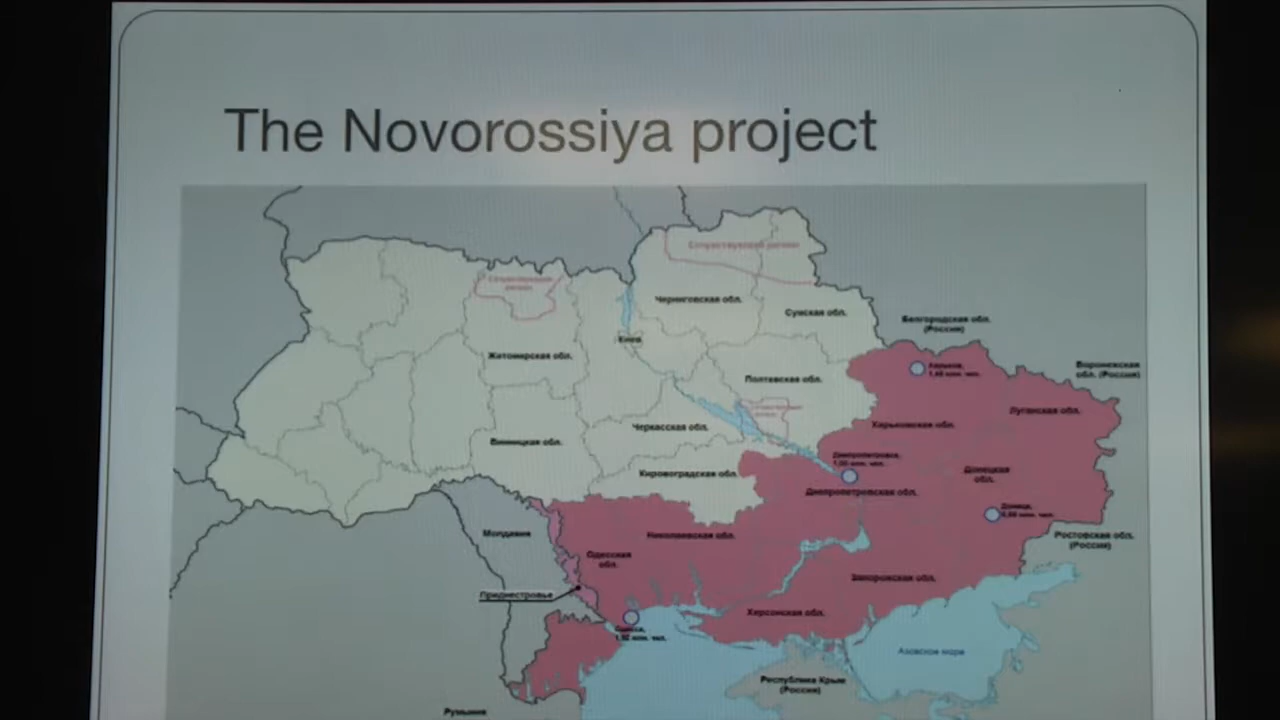 The Novorossiya project
Черниговская обл.
Сумская обл.
Белгородская обл.
(Россия)
Киев
Житомирская обл.
Полтавская обл.
Харьков,
Воронежская
обл. (Россия)
Луганская обл.
Харьковская обл.
Черкасская обл.
Винницкая обл.
Кировоградская обл.
Днепропетровск,
Днепропетровская обл.
Донецкая
обл.
Донецк,
Молдавия
Николаевская обл.
Ростовская обл.
(Россия)
Одесская
обл.
Запорожская обл.
Приднестровье
Херсонская обл.
Одесса,
Азовское море
Республика Крым
(Россия)
Румыния